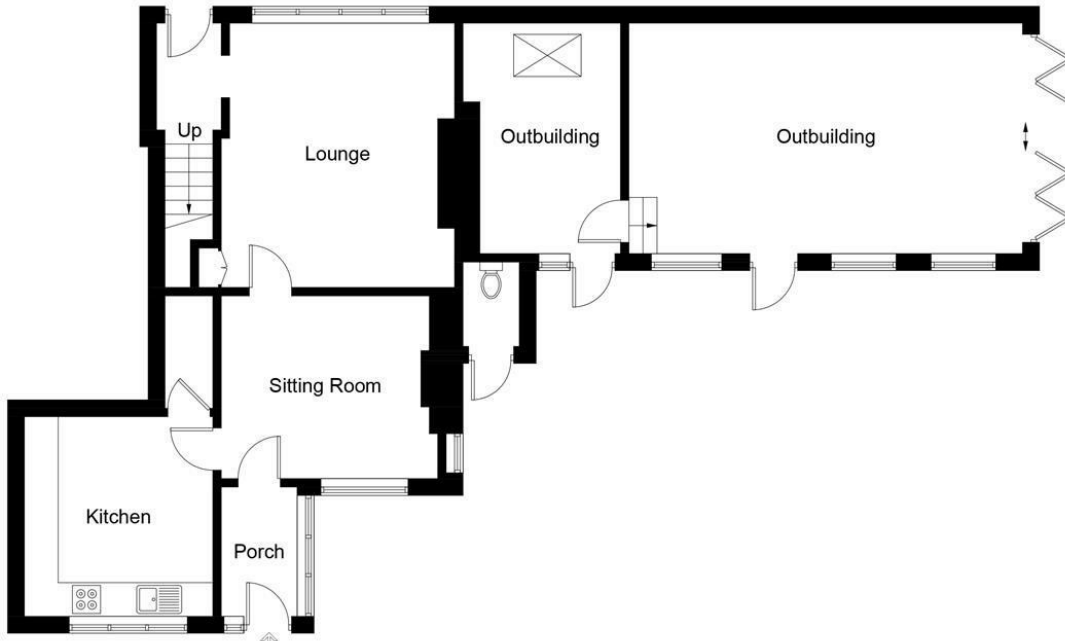 Up
Lounge
Outbuilding
Outbuilding
Sitting Room
Kitchen
Porch